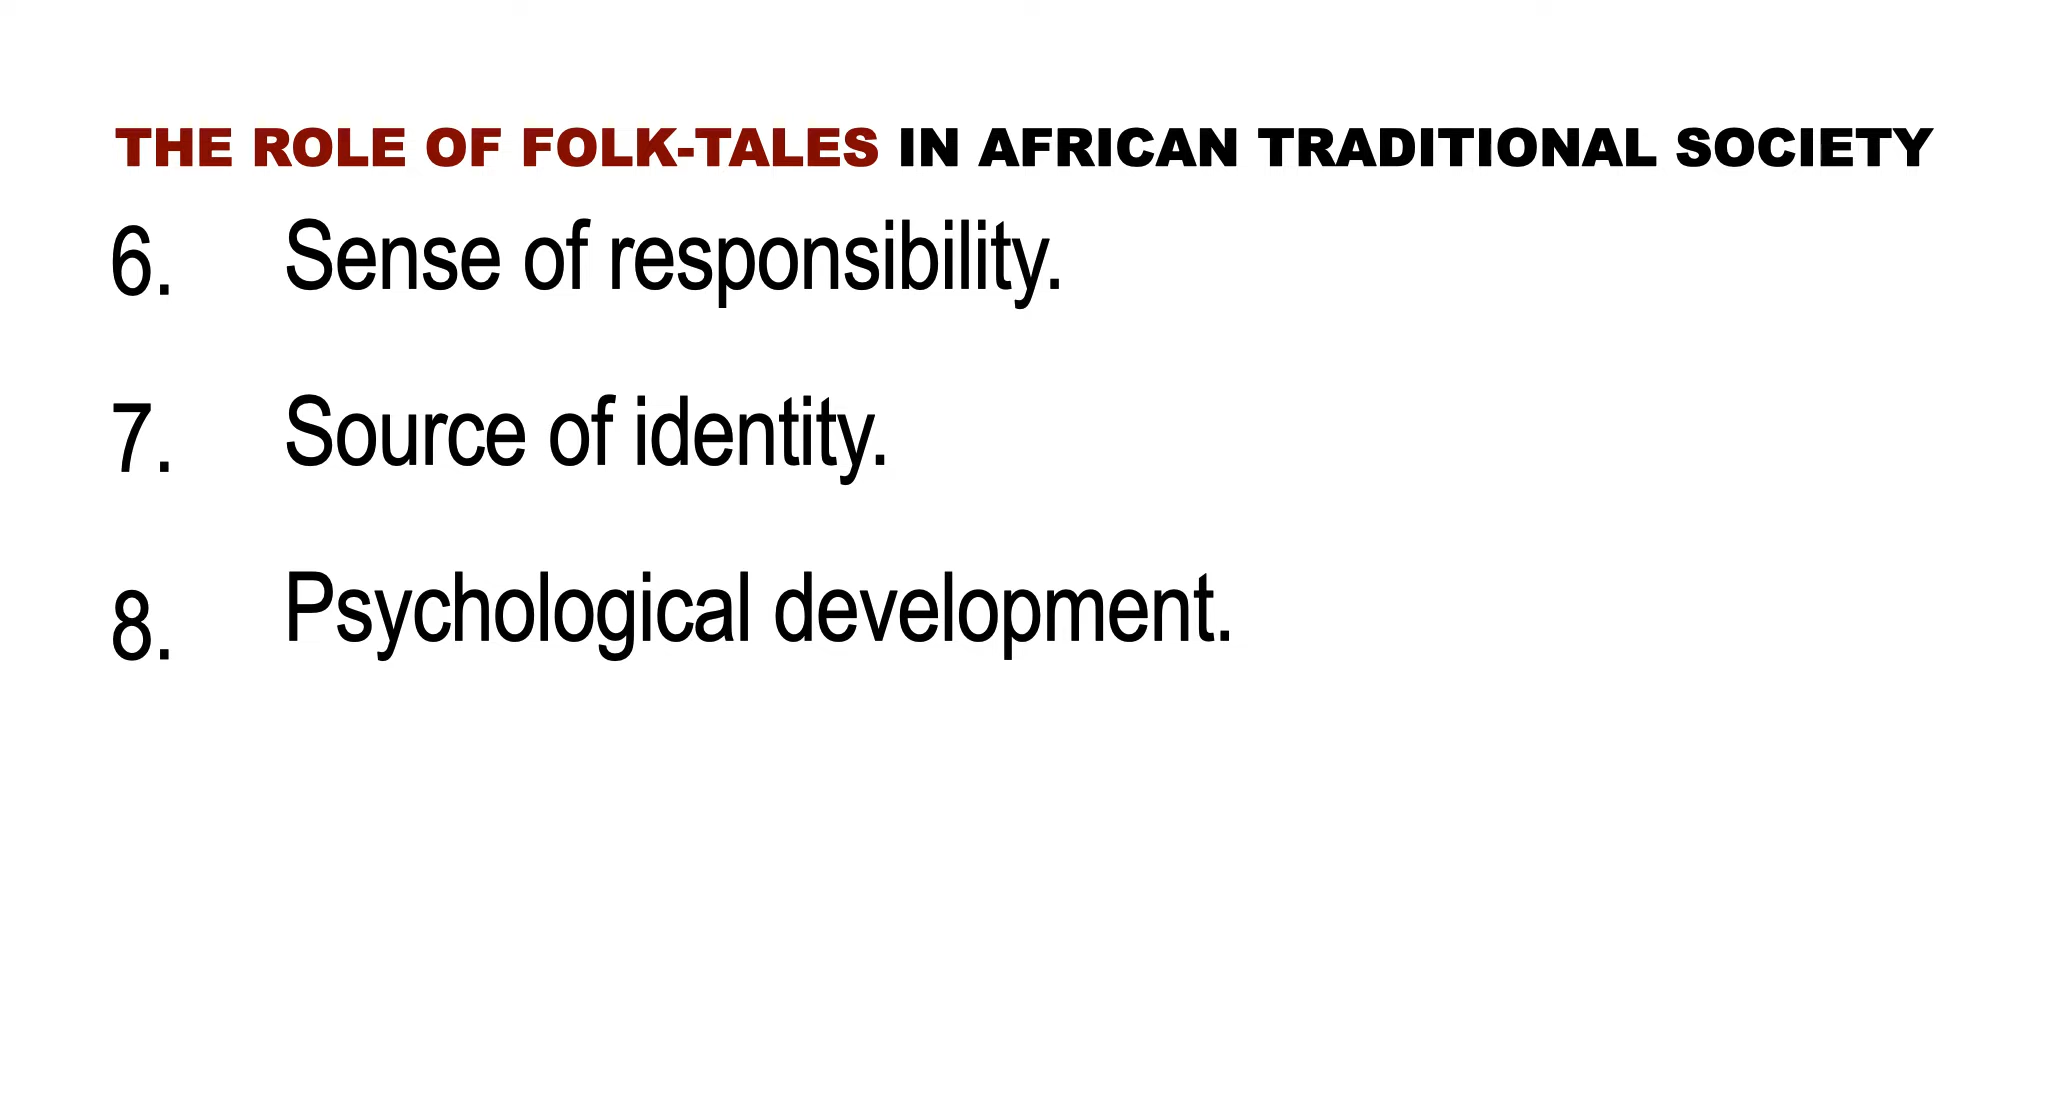 THE ROLE OF FOLK-TALES IN AFRICAN TRADITIONAL SOCIETY
6. Sense of responsibility.
7. Source of identity.
8. Psychological development.